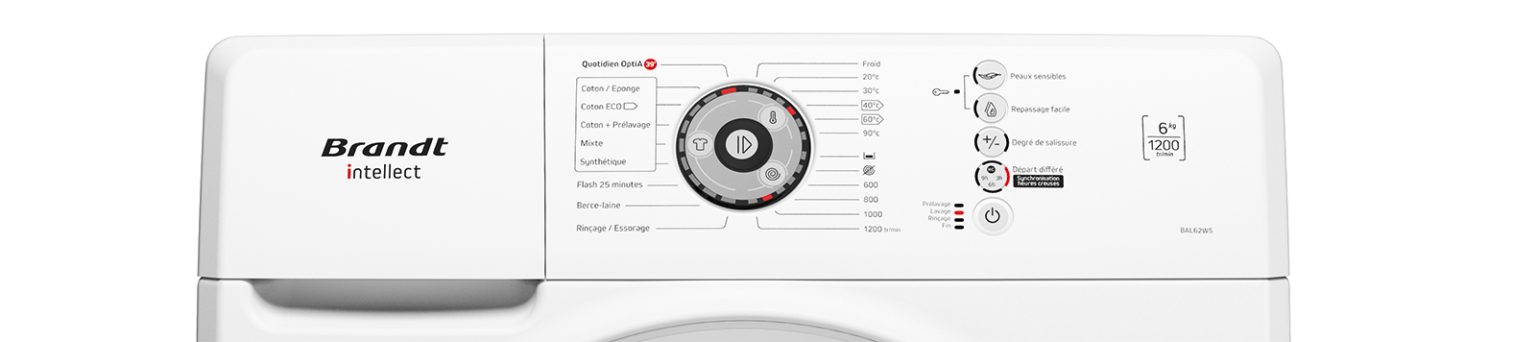 Brandt
intellect
Quotidien OptiA 39'
Coton / Eponge
Coton ECO
Coton + Prélavage
Mixte
Synthétique
Flash 25 minutes
Berce-laine
Rinçage / Essorage
Froid
20°c
30°c
40°c
60°c
90°c
600
800
1000
1200 tr/min
Peaux sensibles
Repassage facile
+/-
Degré de salissure
9h 3h
6h
Départ différé
Synchronisation
heures creuses
Prélavage
Lavage
Rinçage
Fin
6 kg
1200
tr/min
BAL62WS